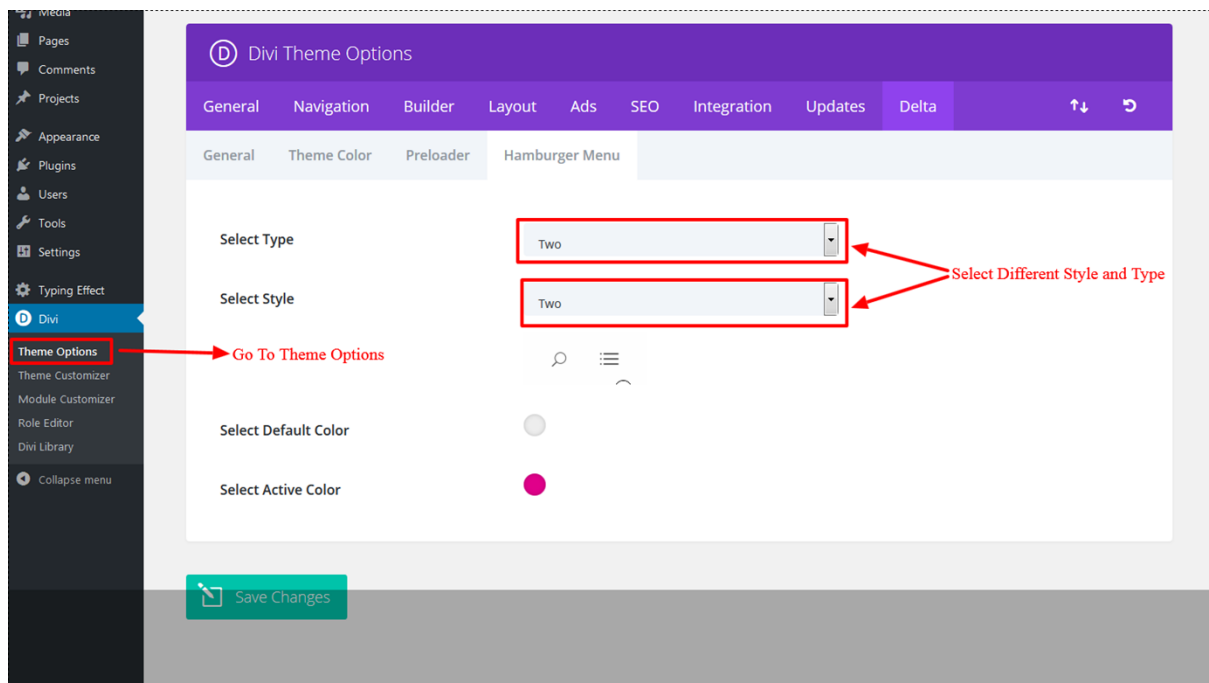 Media
Pages
Comments
Projects
Appearance
Plugins
Users
Tools
Settings
Typing Effect
Divi
Theme Options
Theme Customizer
Module Customizer
Role Editor
Divi Library
Collapse menu
D Divi Theme Options
General Navigation Builder Layout Ads SEO Integration Updates Delta
General Theme Color Preloader Hamburger Menu
Select Type Two
Select Different Style and Type
Select Style Two
Go To Theme Options
Select Default Color
Select Active Color
Save Changes